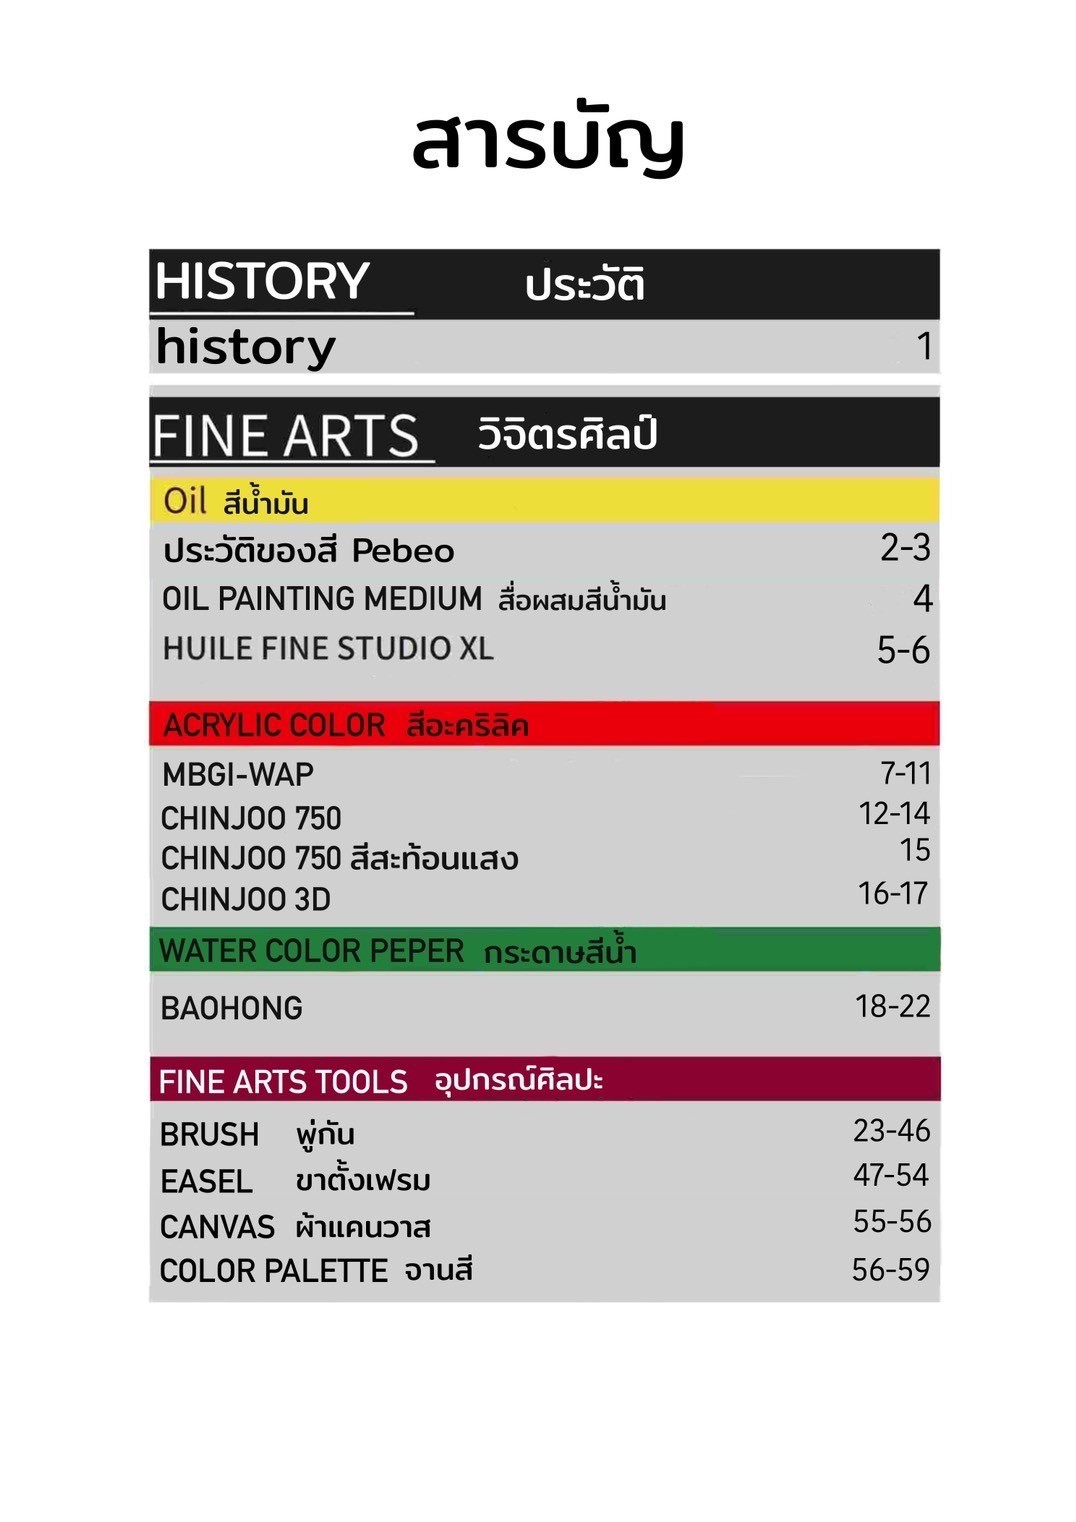 สารบัญ
HISTORY ประวัติ
history 1
FINE ARTS วิจิตรศิลป์
Oil สีน้ำมัน
ประวัติของสี Pebeo 2-3
OIL PAINTING MEDIUM สื่อผสมสีน้ำมัน 4
HUILE FINE STUDIO XL 5-6
ACRYLIC COLOR สีอะคริลิค
MBGI-WAP 7-11
CHINJOO 750 12-14
CHINJOO 750 สีสะท้อนแสง 15
CHINJOO 3D 16-17
WATER COLOR PEPER กระดาษสีน้ำ
BAOHONG 18-22
FINE ARTS TOOLS อุปกรณ์ศิลปะ
BRUSH พู่กัน 23-46
EASEL ขาตั้งเฟรม 47-54
CANVAS ผ้าแคนวาส 55-56
COLOR PALETTE จานสี 56-59